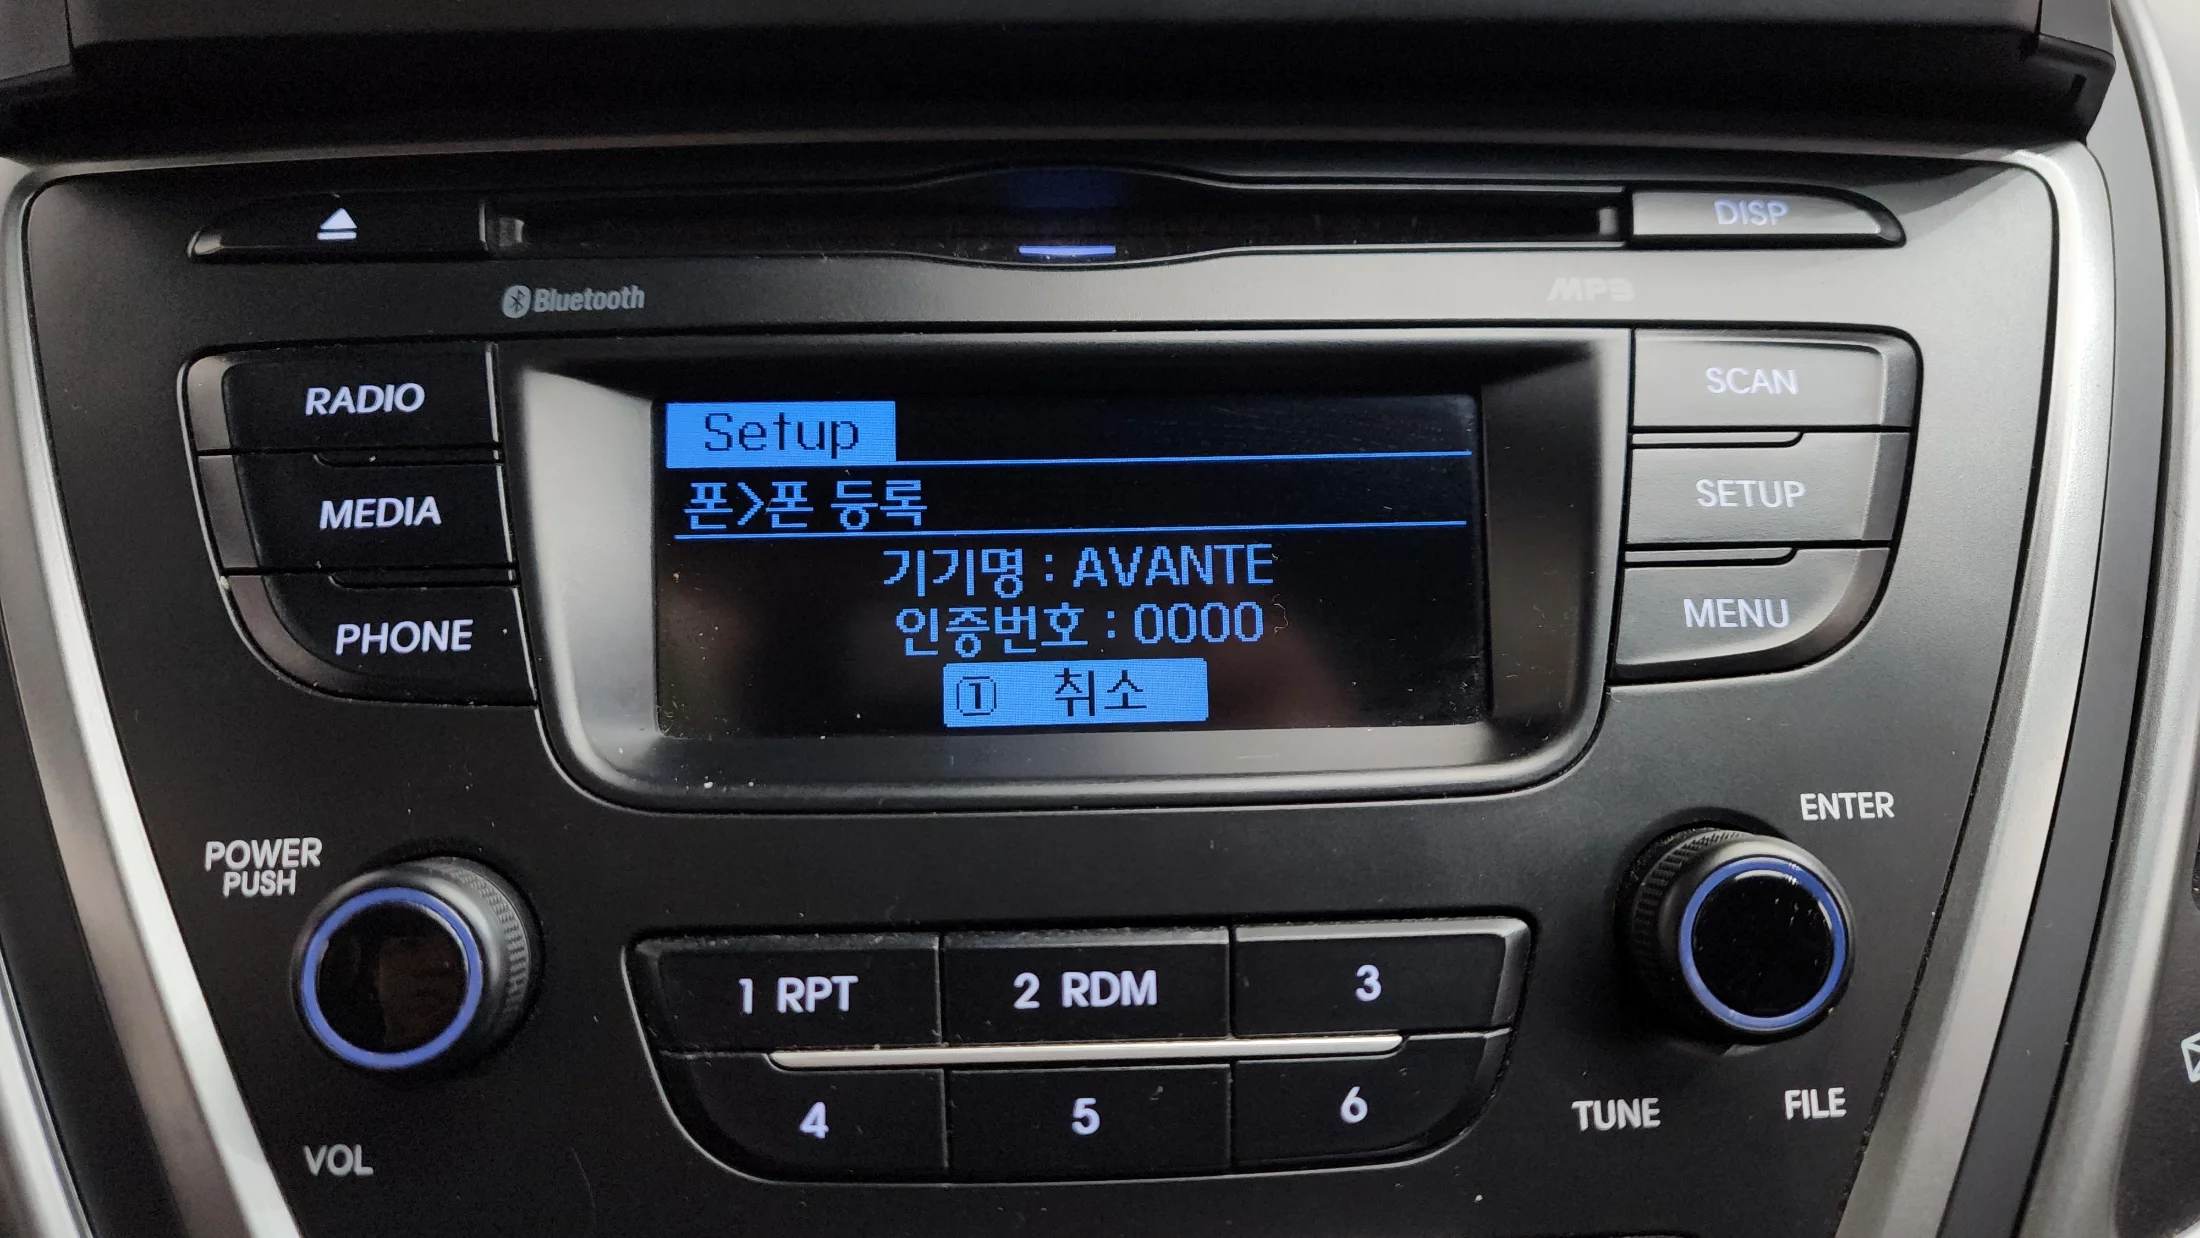 DISP
Bluetooth
MP3
RADIO
MEDIA
PHONE
Setup
폰>폰 등록
기기명 : AVANTE
인증번호 : 0000
① 취소
SCAN
SETUP
MENU
POWER
PUSH
VOL
1 RPT
2 RDM
3
4
5
6
ENTER
TUNE
FILE